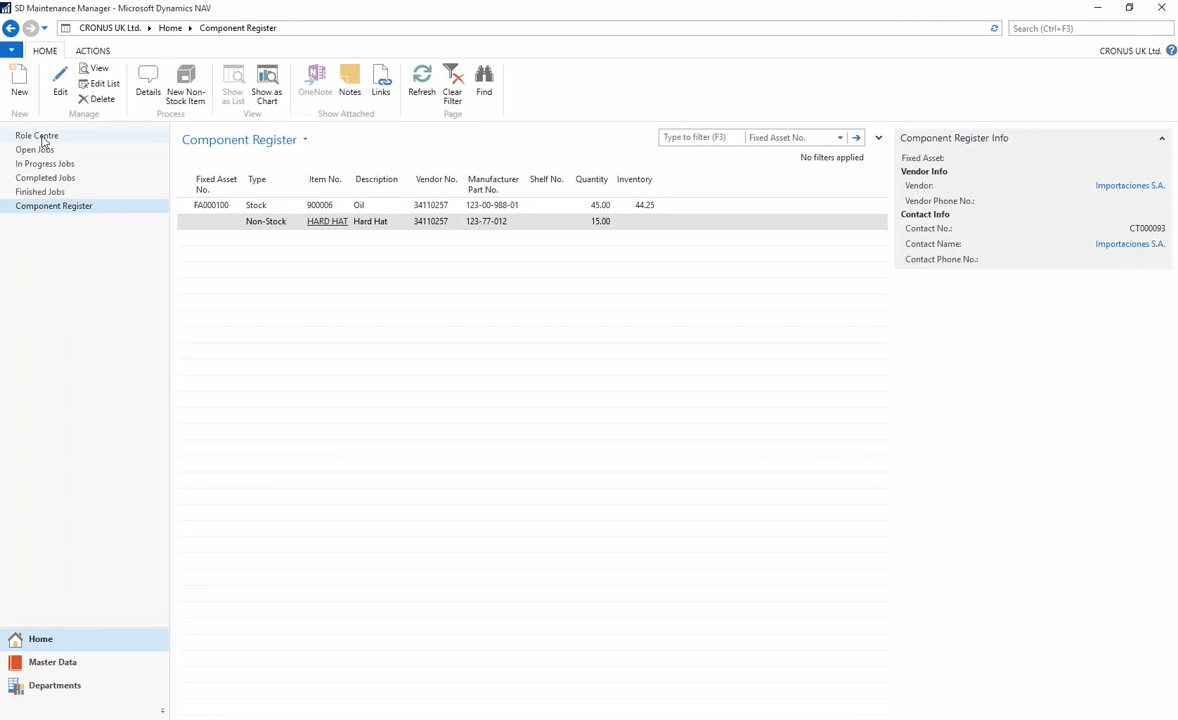 SD Maintenance Manager - Microsoft Dynamics NAV
CRONUS UK Ltd. Home Component Register
Search (Ctrl+F3)
HOME ACTIONS
CRONUS UK Ltd.
New Edit View Edit List Delete Details New Non-Stock Item Show as List Show as Chart OneNote Notes Links Refresh Clear Filter Find
New Manage Process View Show Attached Page
Role Centre
Open Jobs
In Progress Jobs
Completed Jobs
Finished Jobs
Component Register
Home
Master Data
Departments
Component Register
Type to filter (F3) Fixed Asset No.
No filters applied
Fixed Asset No. Type Item No. Description Vendor No. Manufacturer Part No. Shelf No. Quantity Inventory
FA000100 Stock 900006 Oil 34110257 123-00-988-01 45.00 44.25
Non-Stock HARD HAT Hard Hat 34110257 123-77-012 15.00
Component Register Info
Fixed Asset:
Vendor Info
Vendor: Importaciones S.A.
Vendor Phone No.:
Contact Info
Contact No.: CT000093
Contact Name: Importaciones S.A.
Contact Phone No.: